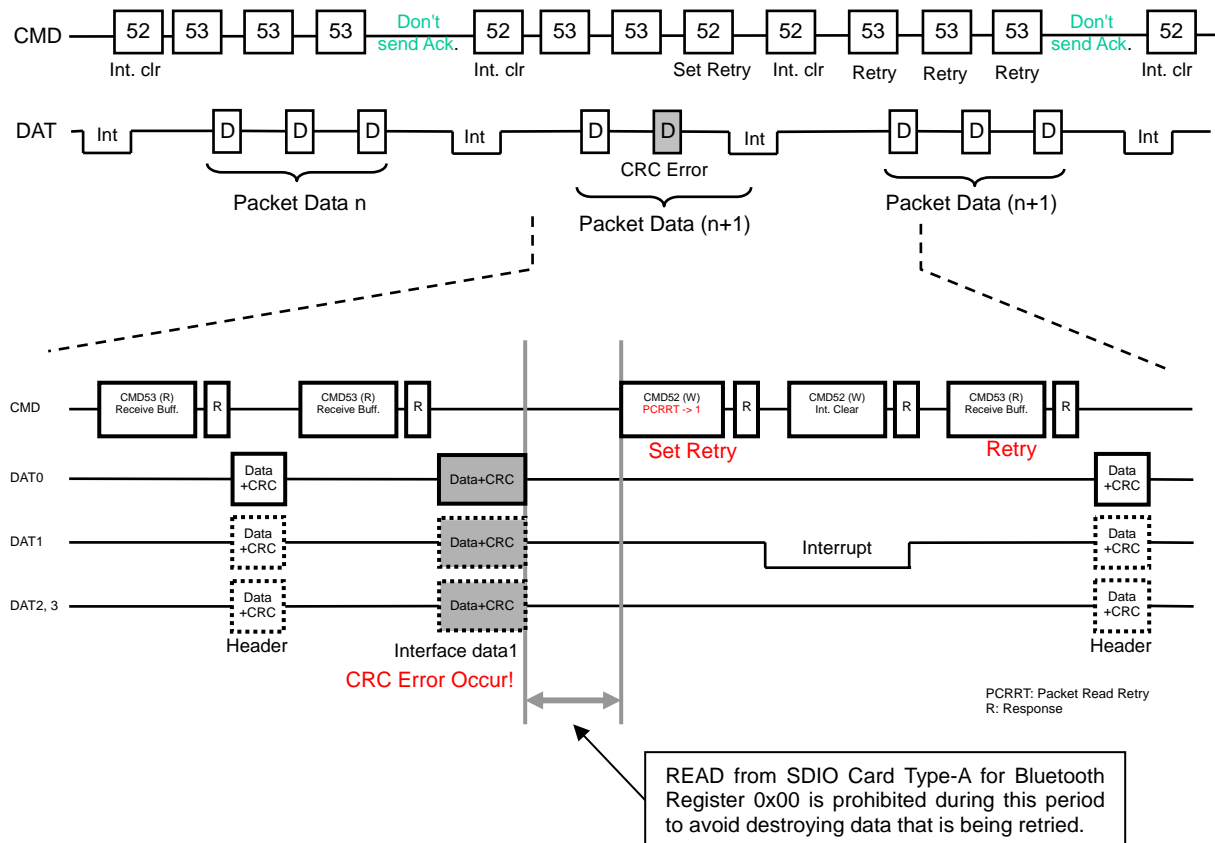 Don't
Don't
CMD 52 53 53 53 send Ack. 52 53 53 52 52 53 53 53 send Ack. 52
Int. clr Int. clr Set Retry Int. clr Retry Retry Retry Int. clr
DAT Int D D D Int D D Int D D D Int
CRC Error
Packet Data n
Packet Data (n+1)
Packet Data (n+1)
CMD
CMD53 (R)
Receive Buff.
R
CMD53 (R)
Receive Buff.
R
CMD52 (W)
PCRRT -> 1
R
CMD52 (W)
Int. Clear
R
CMD53 (R)
Receive Buff.
R
Set Retry
Retry
DAT0
Data
+CRC
Data+CRC
Data
+CRC
DAT1
Data
+CRC
Data+CRC
Interrupt
Data
+CRC
DAT2, 3
Data
+CRC
Data+CRC
Data
+CRC
Header
Interface data1
Header
CRC Error Occur!
PCRRT: Packet Read Retry
R: Response
READ from SDIO Card Type-A for Bluetooth
Register 0x00 is prohibited during this period
to avoid destroying data that is being retried.